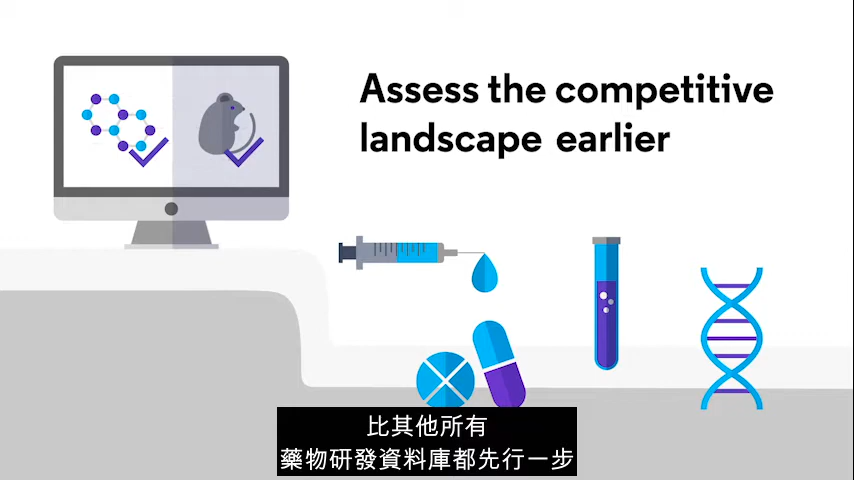 Assess the competitive
landscape earlier
比其他所有
藥物研發資料庫都先行一步